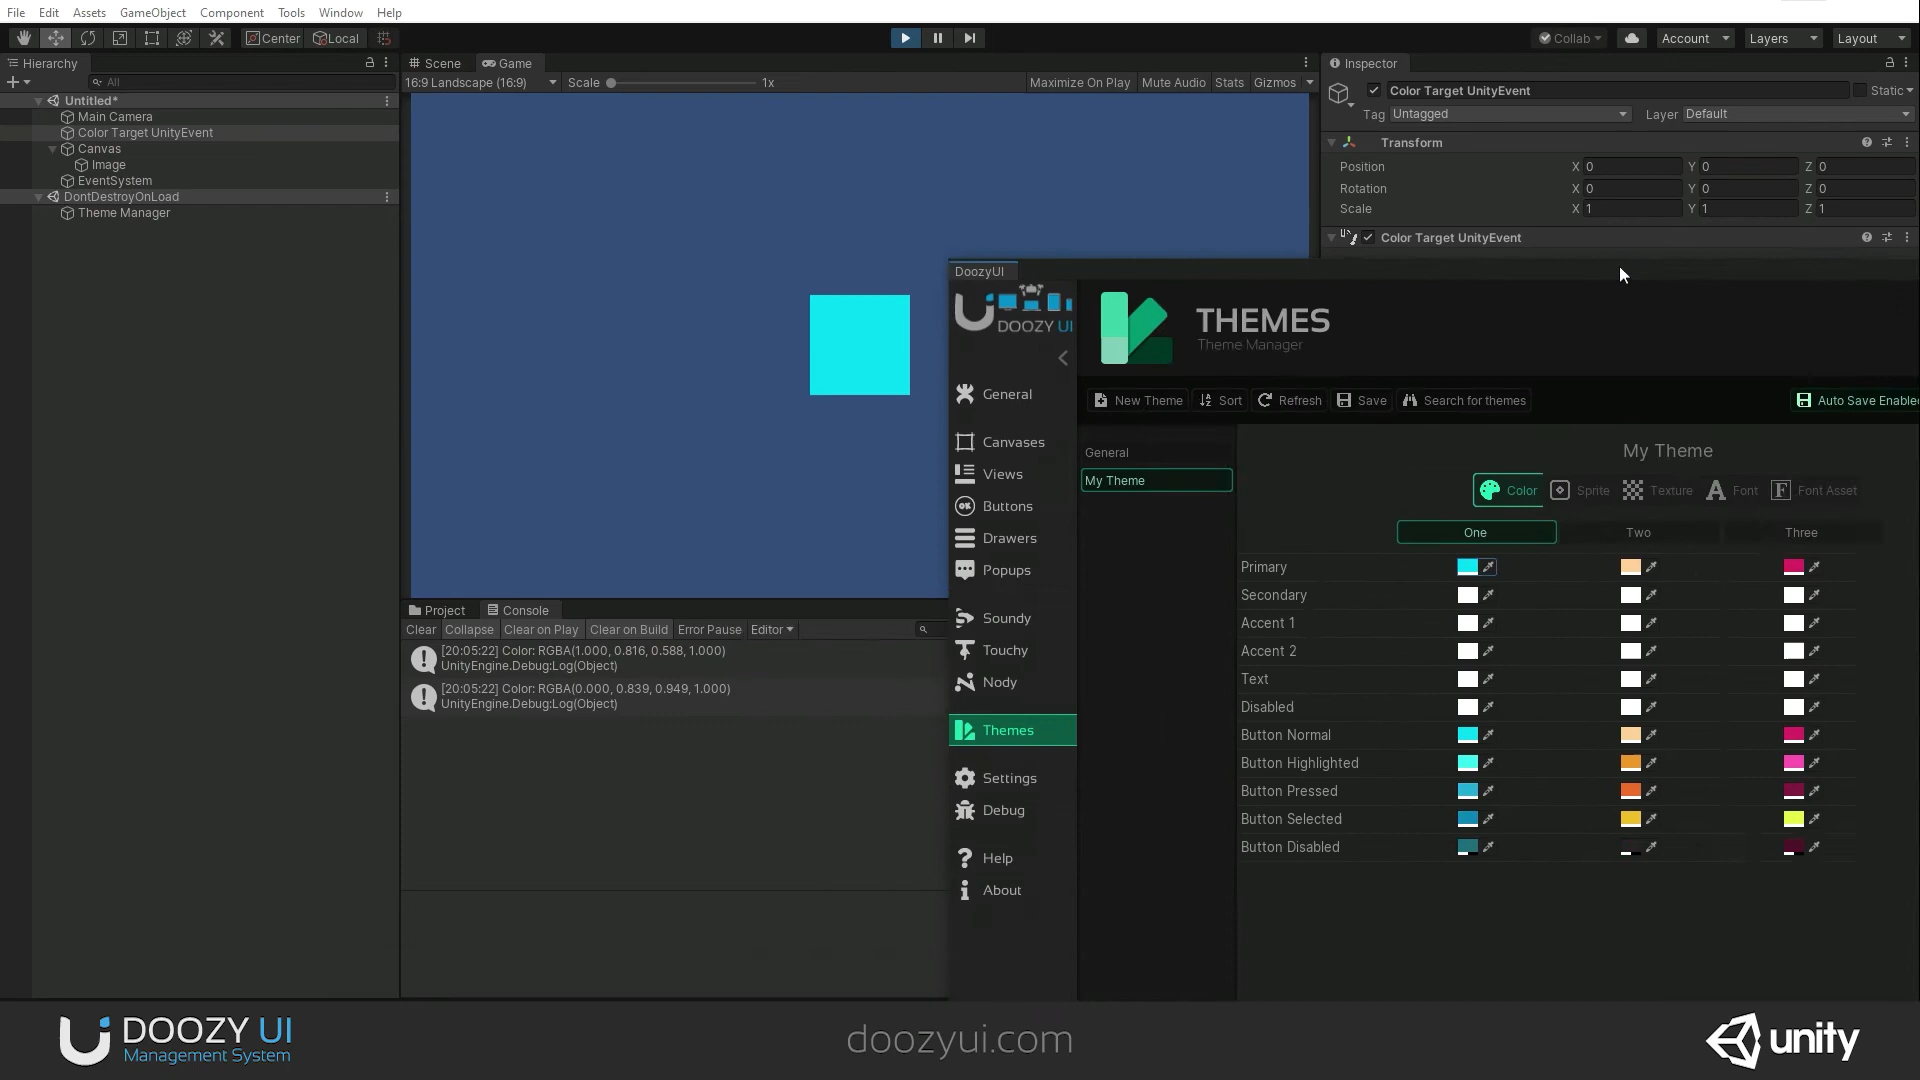 File Edit Assets GameObject Component Tools Window Help
Center Local
Collab Account Layers Layout
Hierarchy
All
Untitled*
Main Camera
Color Target UnityEvent
Canvas
Image
EventSystem
DontDestroyOnLoad
Theme Manager
Scene Game
16:9 Landscape (16:9) Scale 1x Maximize On Play Mute Audio Stats Gizmos
Inspector
Color Target UnityEvent Static
Tag Untagged Layer Default
Transform
Position X 0 Y 0 Z 0
Rotation X 0 Y 0 Z 0
Scale X 1 Y 1 Z 1
Color Target UnityEvent
Project Console
Clear Collapse Clear on Play Clear on Build Error Pause Editor
[20:05:22] Color: RGBA(1.000, 0.816, 0.588, 1.000)
UnityEngine.Debug:Log(Object)
[20:05:22] Color: RGBA(0.000, 0.839, 0.949, 1.000)
UnityEngine.Debug:Log(Object)
DoozyUI
DOOZY UI
General
Canvases
Views
OK Buttons
Drawers
Popups
Soundy
Touchy
Nody
Themes
Settings
Debug
Help
About
THEMES
Theme Manager
New Theme Sort Refresh Save Search for themes Auto Save Enable
General
My Theme
My Theme
Color Sprite Texture Font Font Asset
One Two Three
Primary
Secondary
Accent 1
Accent 2
Text
Disabled
Button Normal
Button Highlighted
Button Pressed
Button Selected
Button Disabled
DOOZY UI
Management System
doozyui.com
unity